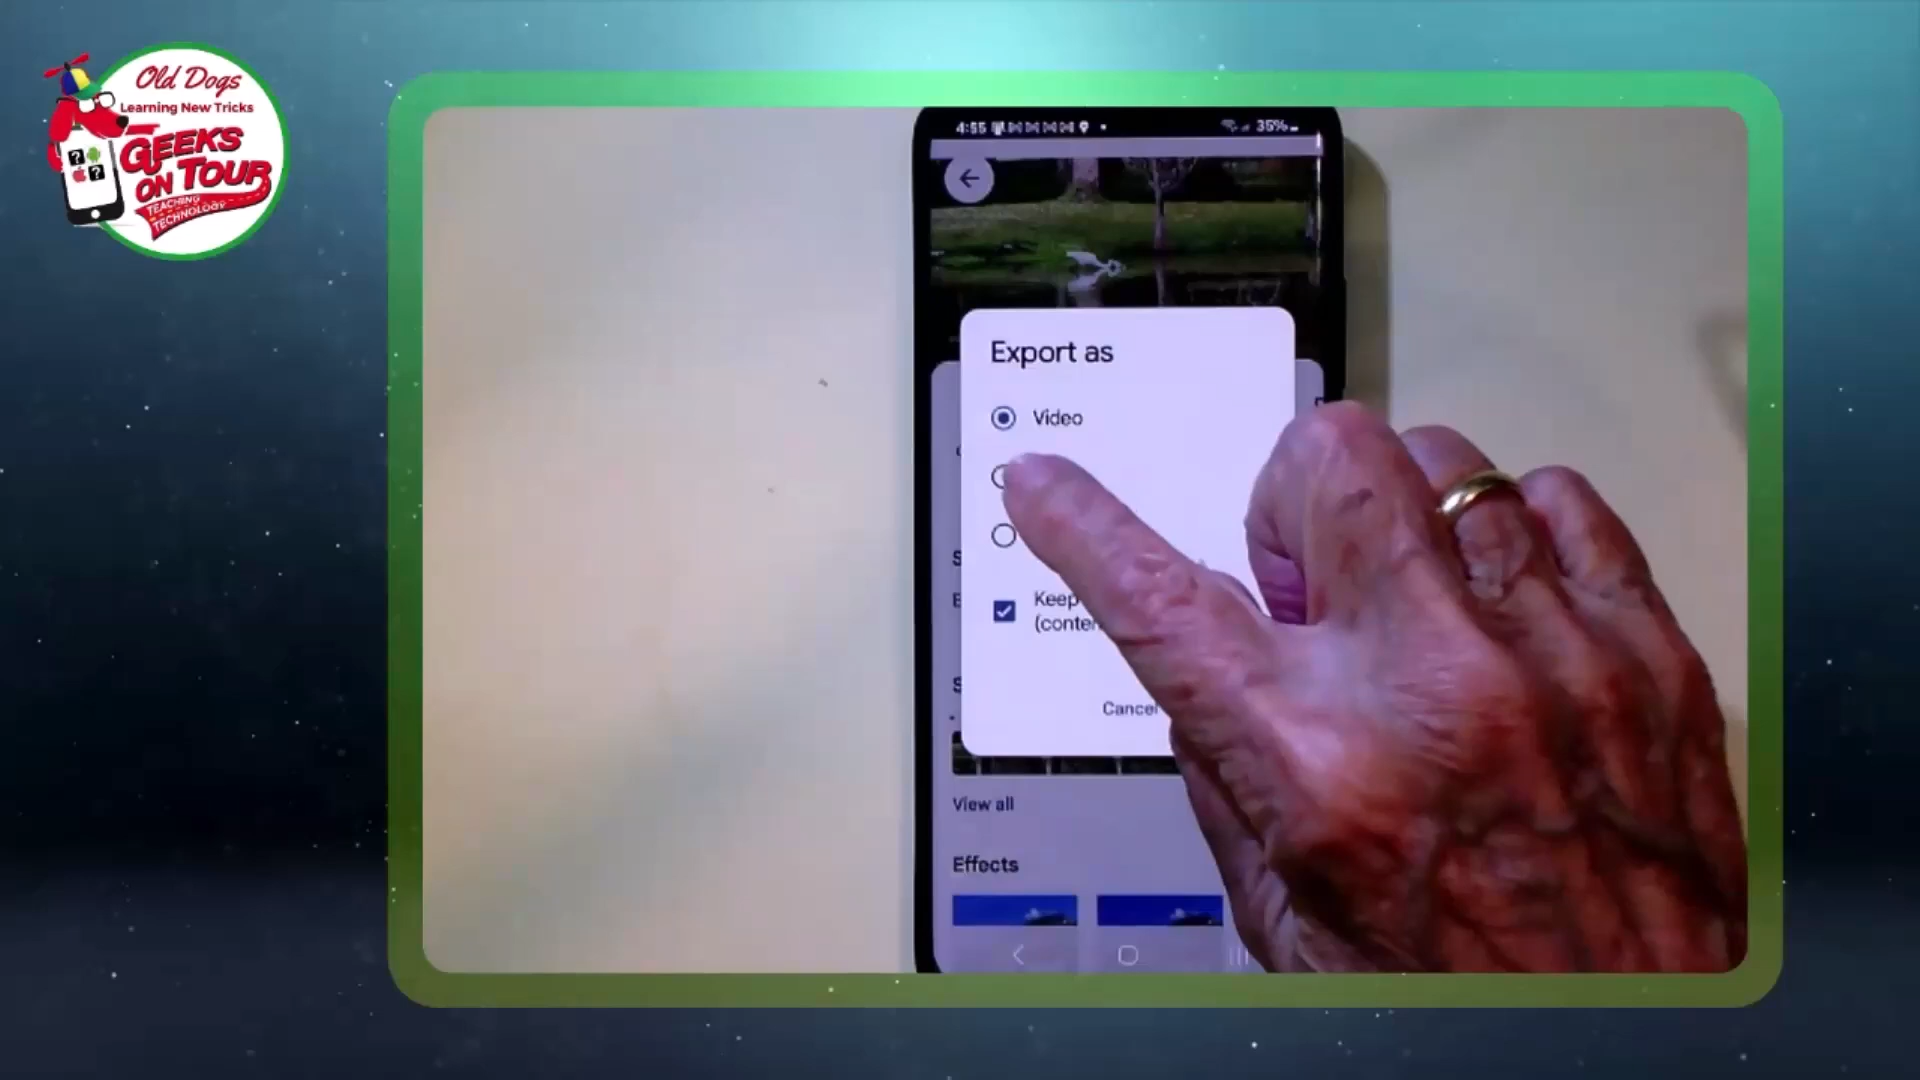 Old Dogs
Learning New Tricks
GEEKS
ON TOUR
TEACHING
TECHNOLOGY
4:55
35%
Export as
Video
Keep
(conten
Cancel
View all
Effects